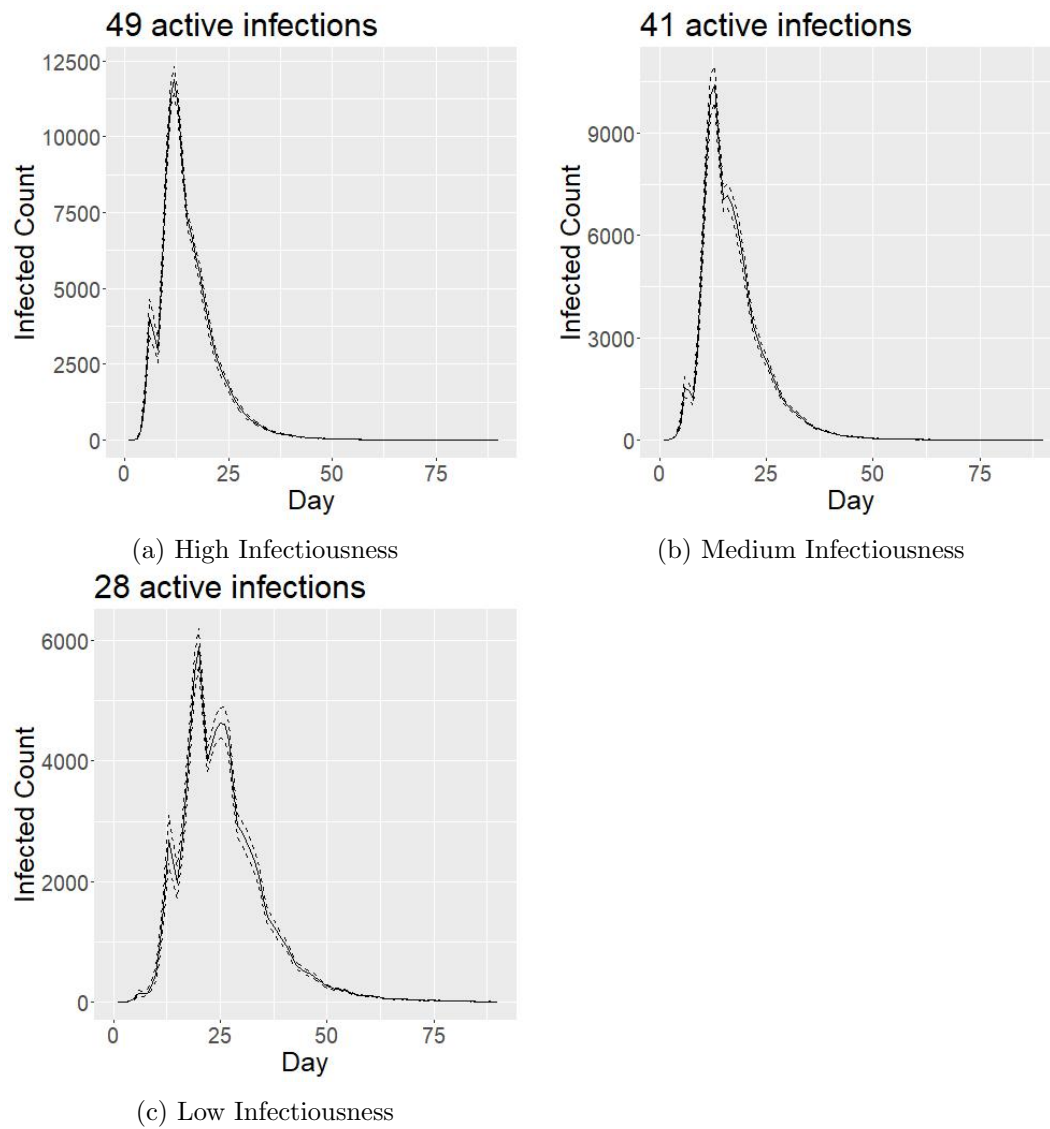 49 active infections
12500
10000
7500
5000
2500
0
Infected Count
0 25 50 75
Day
(a) High Infectiousness
41 active infections
9000
6000
3000
0
Infected Count
0 25 50 75
Day
(b) Medium Infectiousness
28 active infections
6000
4000
2000
0
Infected Count
0 25 50 75
Day
(c) Low Infectiousness